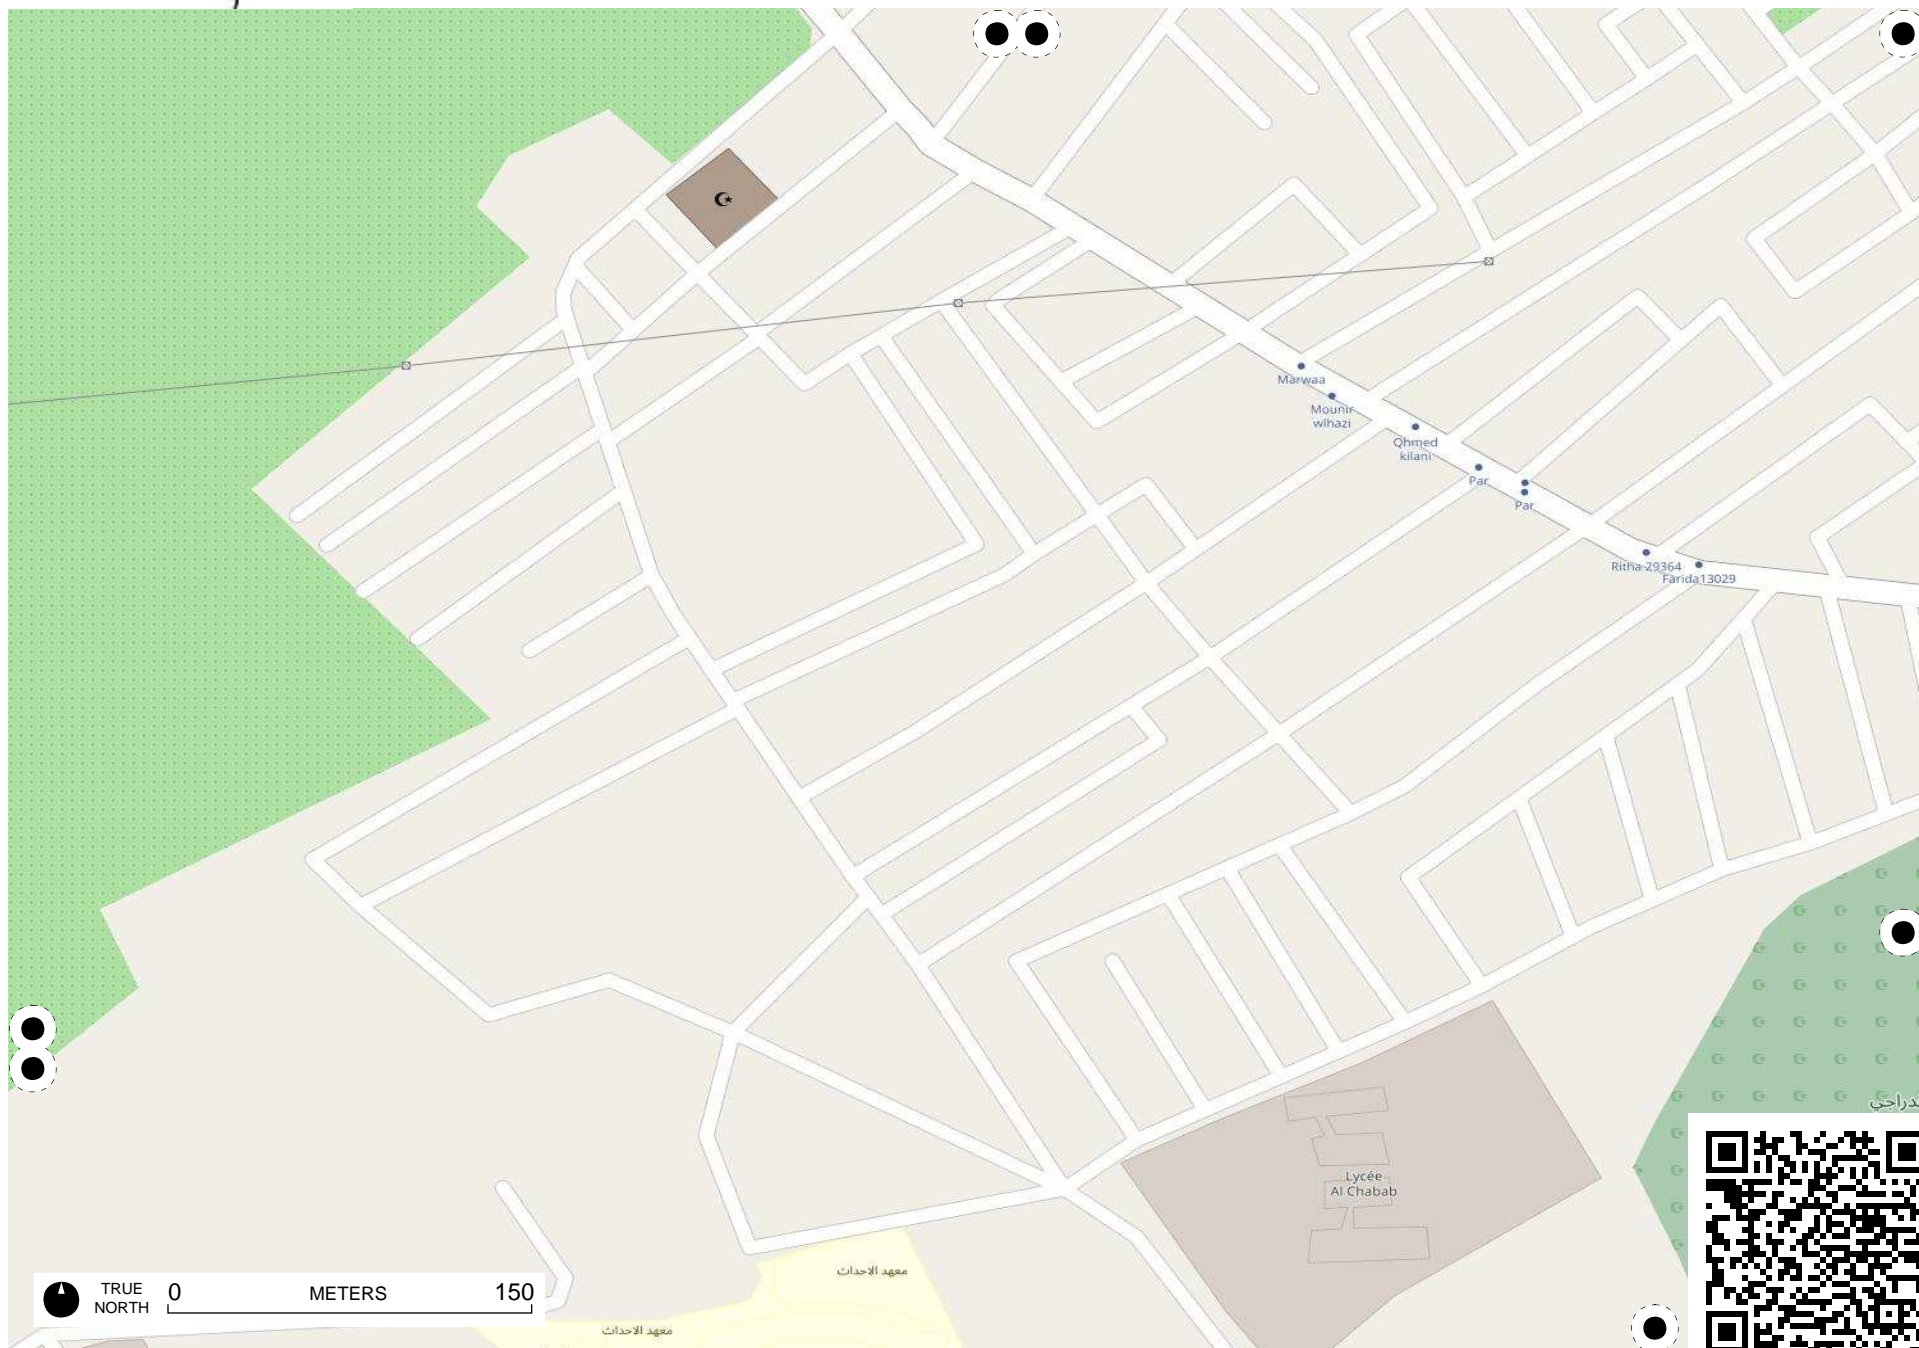 Marwaa
Mounir
wlhazi
Qhmed
kilani
Par
Par
Ritha 29364
Farida13029
Lycée
Al Chabab
معهد الاحداث
معهد الاحداث
TRUE
NORTH
0 METERS 150